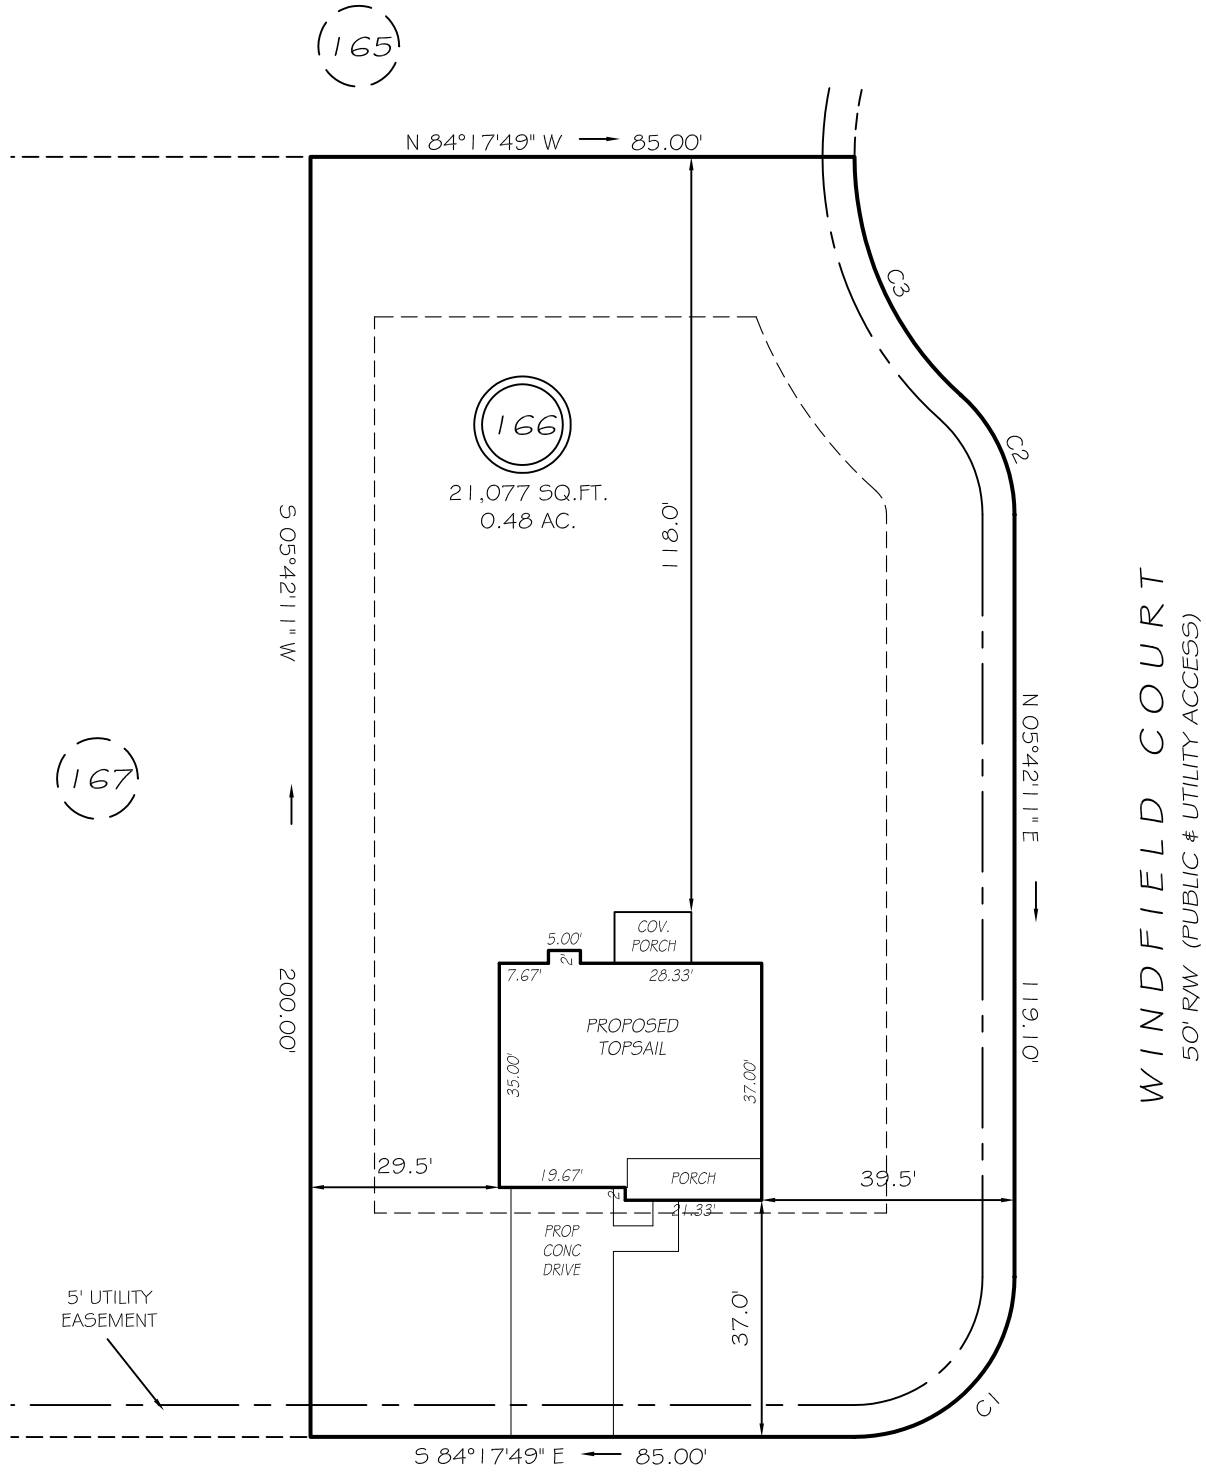 165
N 84°17'49" W 85.00'
C3
166
21,077 SQ.FT.
0.48 AC.
C2
118.0'
S 05°42'11" W
200.00'
167
N 05°42'11" E
119.10'
WINDFIELD COURT
50' R/W (PUBLIC & UTILITY ACCESS)
COV.
PORCH
5.00'
2'
7.67'
28.33'
PROPOSED
TOPSAIL
35.00'
37.00'
29.5'
19.67'
PORCH
39.5'
2'
21.33'
PROP
CONC
DRIVE
37.0'
5' UTILITY
EASEMENT
C1
S 84°17'49" E 85.00'